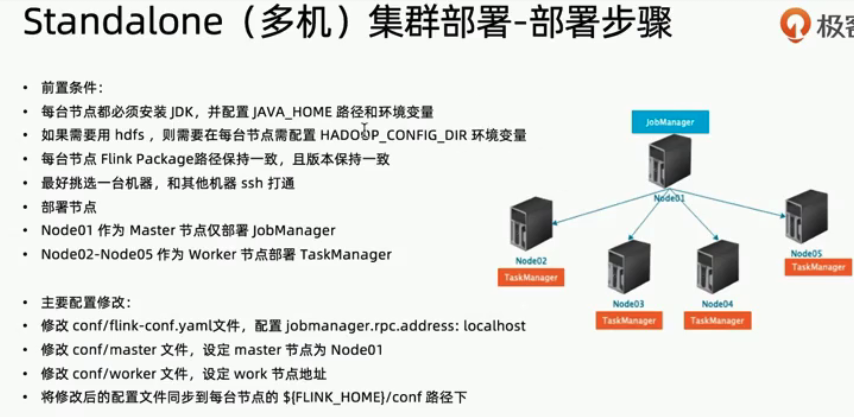 Standalone（多机）集群部署-部署步骤
极客
• 前置条件：
• 每台节点都必须安装 JDK，并配置 JAVA_HOME 路径和环境变量
• 如果需要用 hdfs ，则需要在每台节点需配置 HADOOP_CONFIG_DIR 环境变量
• 每台节点 Flink Package路径保持一致，且版本保持一致
• 最好挑选一台机器，和其他机器 ssh 打通
• 部署节点
• Node01 作为 Master 节点仅部署 JobManager
• Node02-Node05 作为 Worker 节点部署 TaskManager
• 主要配置修改：
• 修改 conf/flink-conf.yaml文件，配置 jobmanager.rpc.address: localhost
• 修改 conf/master 文件，设定 master 节点为 Node01
• 修改 conf/worker 文件，设定 work 节点地址
• 将修改后的配置文件同步到每台节点的 ${FLINK_HOME}/conf 路径下
JobManager
Node01
Node02
TaskManager
Node03
TaskManager
Node04
TaskManager
Node05
TaskManager